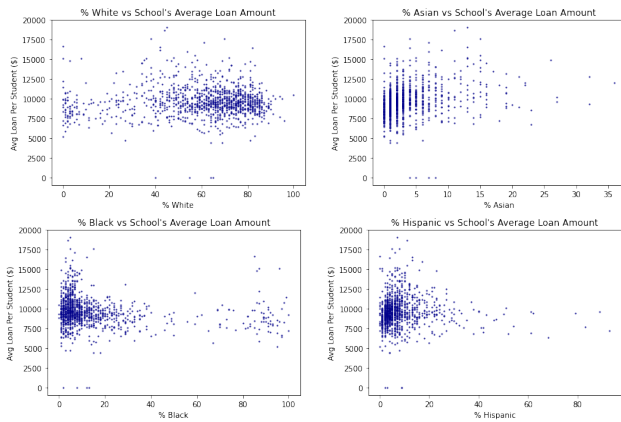 % White vs School's Average Loan Amount
20000
17500
15000
12500
10000
7500
5000
2500
0
Avg Loan Per Student ($)
0 20 40 60 80 100
% White
% Asian vs School's Average Loan Amount
20000
17500
15000
12500
10000
7500
5000
2500
0
Avg Loan Per Student ($)
0 5 10 15 20 25 30 35
% Asian
% Black vs School's Average Loan Amount
20000
17500
15000
12500
10000
7500
5000
2500
0
Avg Loan Per Student ($)
0 20 40 60 80 100
% Black
% Hispanic vs School's Average Loan Amount
20000
17500
15000
12500
10000
7500
5000
2500
0
Avg Loan Per Student ($)
0 20 40 60 80
% Hispanic